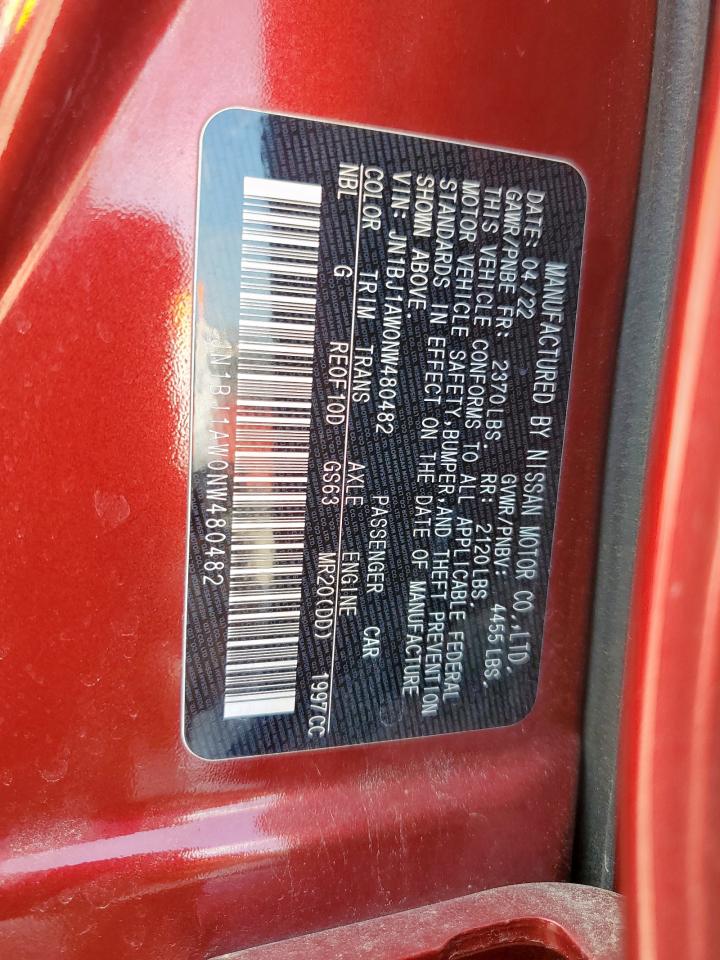 MANUFACTURED BY NISSAN MOTOR CO.,LTD.
DATE: 04/22 GVWR/PNBV: 4455 LBS.
GAWR/PNBE FR: 2370 LBS. RR: 2120 LBS.
THIS VEHICLE CONFORMS TO ALL APPLICABLE FEDERAL
MOTOR VEHICLE SAFETY,BUMPER,AND THEFT PREVENTION
STANDARDS IN EFFECT ON THE DATE OF MANUFACTURE
SHOWN ABOVE.
VIN: JN1BJ1AW0NW480482 PASSENGER CAR
COLOR TRIM TRANS AXLE ENGINE
NBL G RE0F10D GS63 MR20(DD) 1997CC
JN1BJ1AW0NW480482